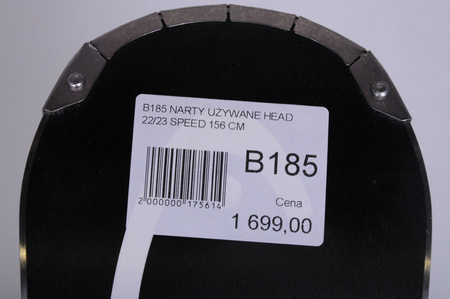 B185 NARTY UŻYWANE HEAD
22/23 SPEED 156 CM
B185
2 000000 175614
Cena
1 699,00